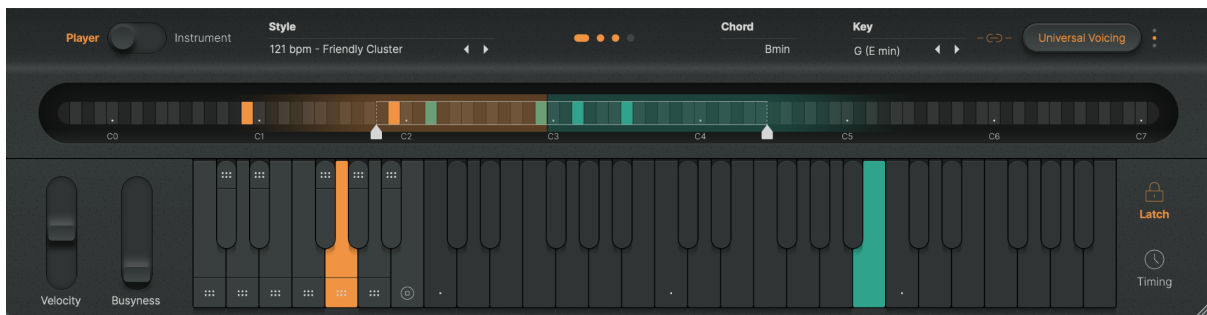 Style
Chord
Key
Player
Instrument
121 bpm - Friendly Cluster
Bmin
G (E min)
Universal Voicing
C0
C1
C2
C3
C4
C5
C6
C7
Latch
Timing
Velocity
Busyness